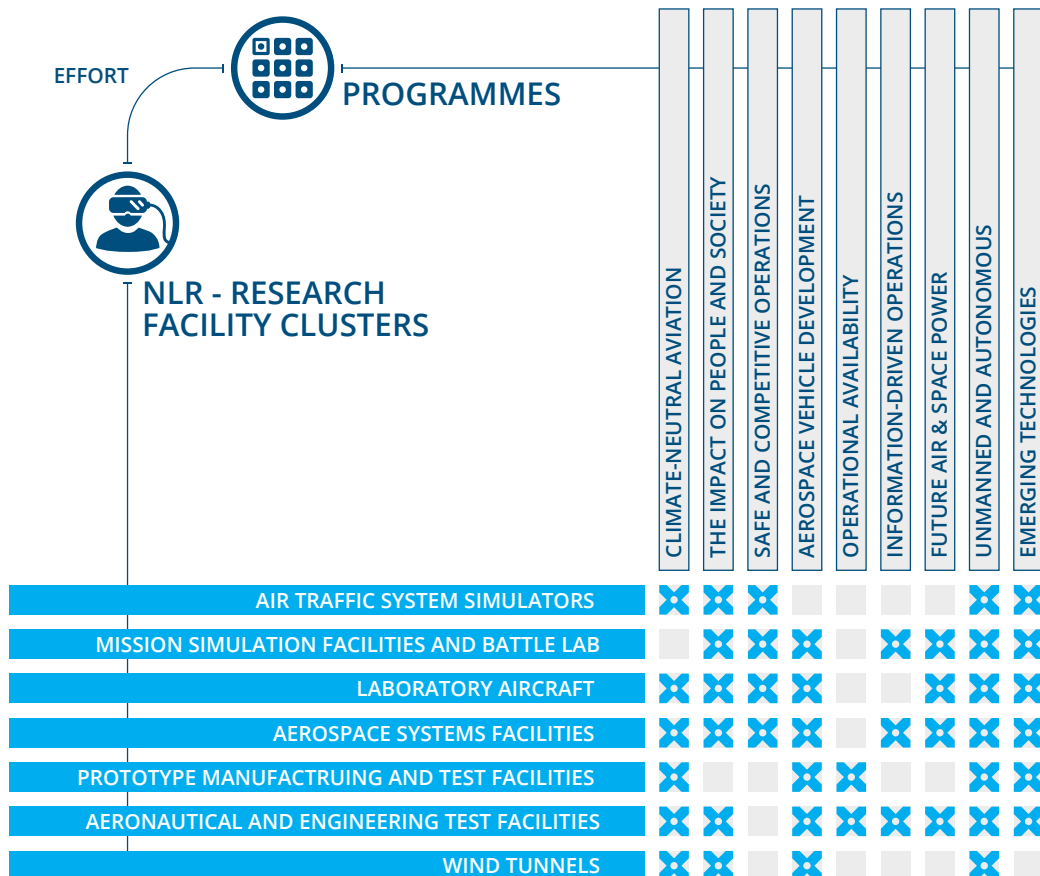 EFFORT
PROGRAMMES
NLR - RESEARCH
FACILITY CLUSTERS
CLIMATE-NEUTRAL AVIATION
THE IMPACT ON PEOPLE AND SOCIETY
SAFE AND COMPETITIVE OPERATIONS
AEROSPACE VEHICLE DEVELOPMENT
OPERATIONAL AVAILABILITY
INFORMATION-DRIVEN OPERATIONS
FUTURE AIR & SPACE POWER
UNMANNED AND AUTONOMOUS
EMERGING TECHNOLOGIES
AIR TRAFFIC SYSTEM SIMULATORS
MISSION SIMULATION FACILITIES AND BATTLE LAB
LABORATORY AIRCRAFT
AEROSPACE SYSTEMS FACILITIES
PROTOTYPE MANUFACTRUING AND TEST FACILITIES
AERONAUTICAL AND ENGINEERING TEST FACILITIES
WIND TUNNELS